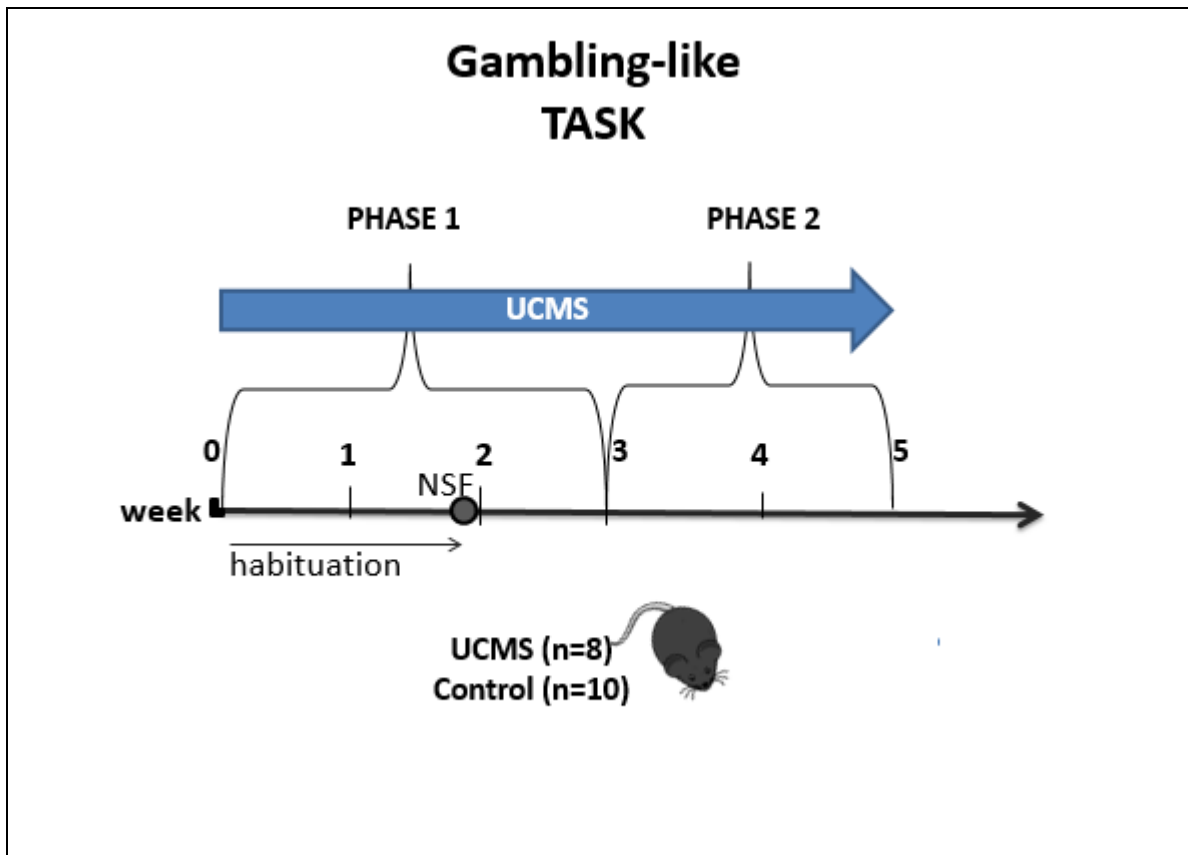 Gambling-like
TASK
PHASE 1 PHASE 2
UCMS
0 1 2 3 4 5
NSF
week
habituation
UCMS (n=8)
Control (n=10)